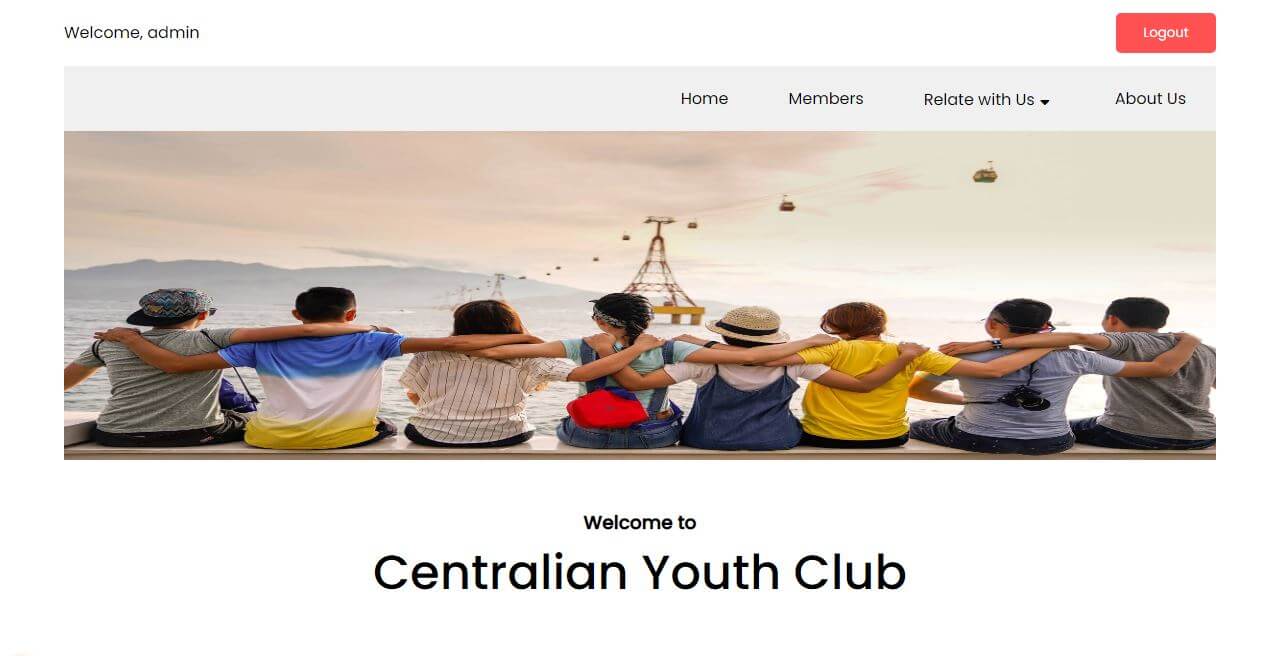 Welcome, admin
Logout
Home Members Relate with Us About Us
Welcome to
Centralian Youth Club